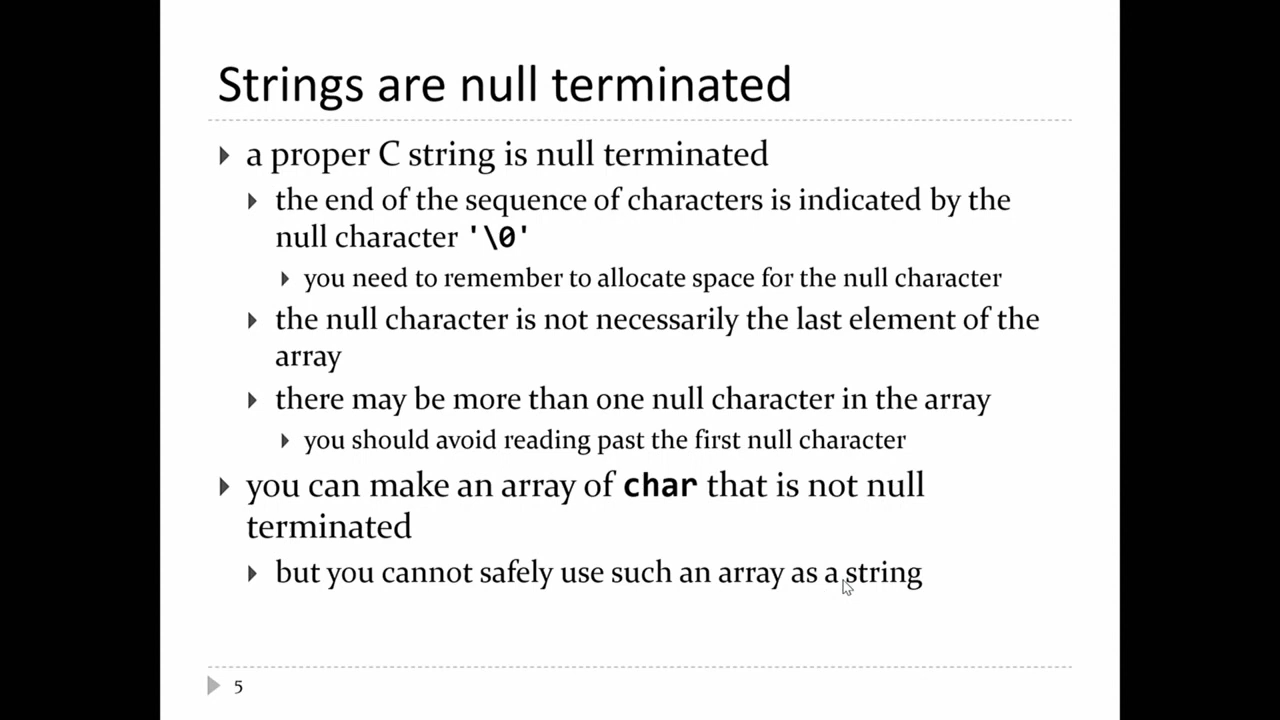 Strings are null terminated
a proper C string is null terminated
the end of the sequence of characters is indicated by the
null character '\0'
you need to remember to allocate space for the null character
the null character is not necessarily the last element of the
array
there may be more than one null character in the array
you should avoid reading past the first null character
you can make an array of char that is not null
terminated
but you cannot safely use such an array as a string
5